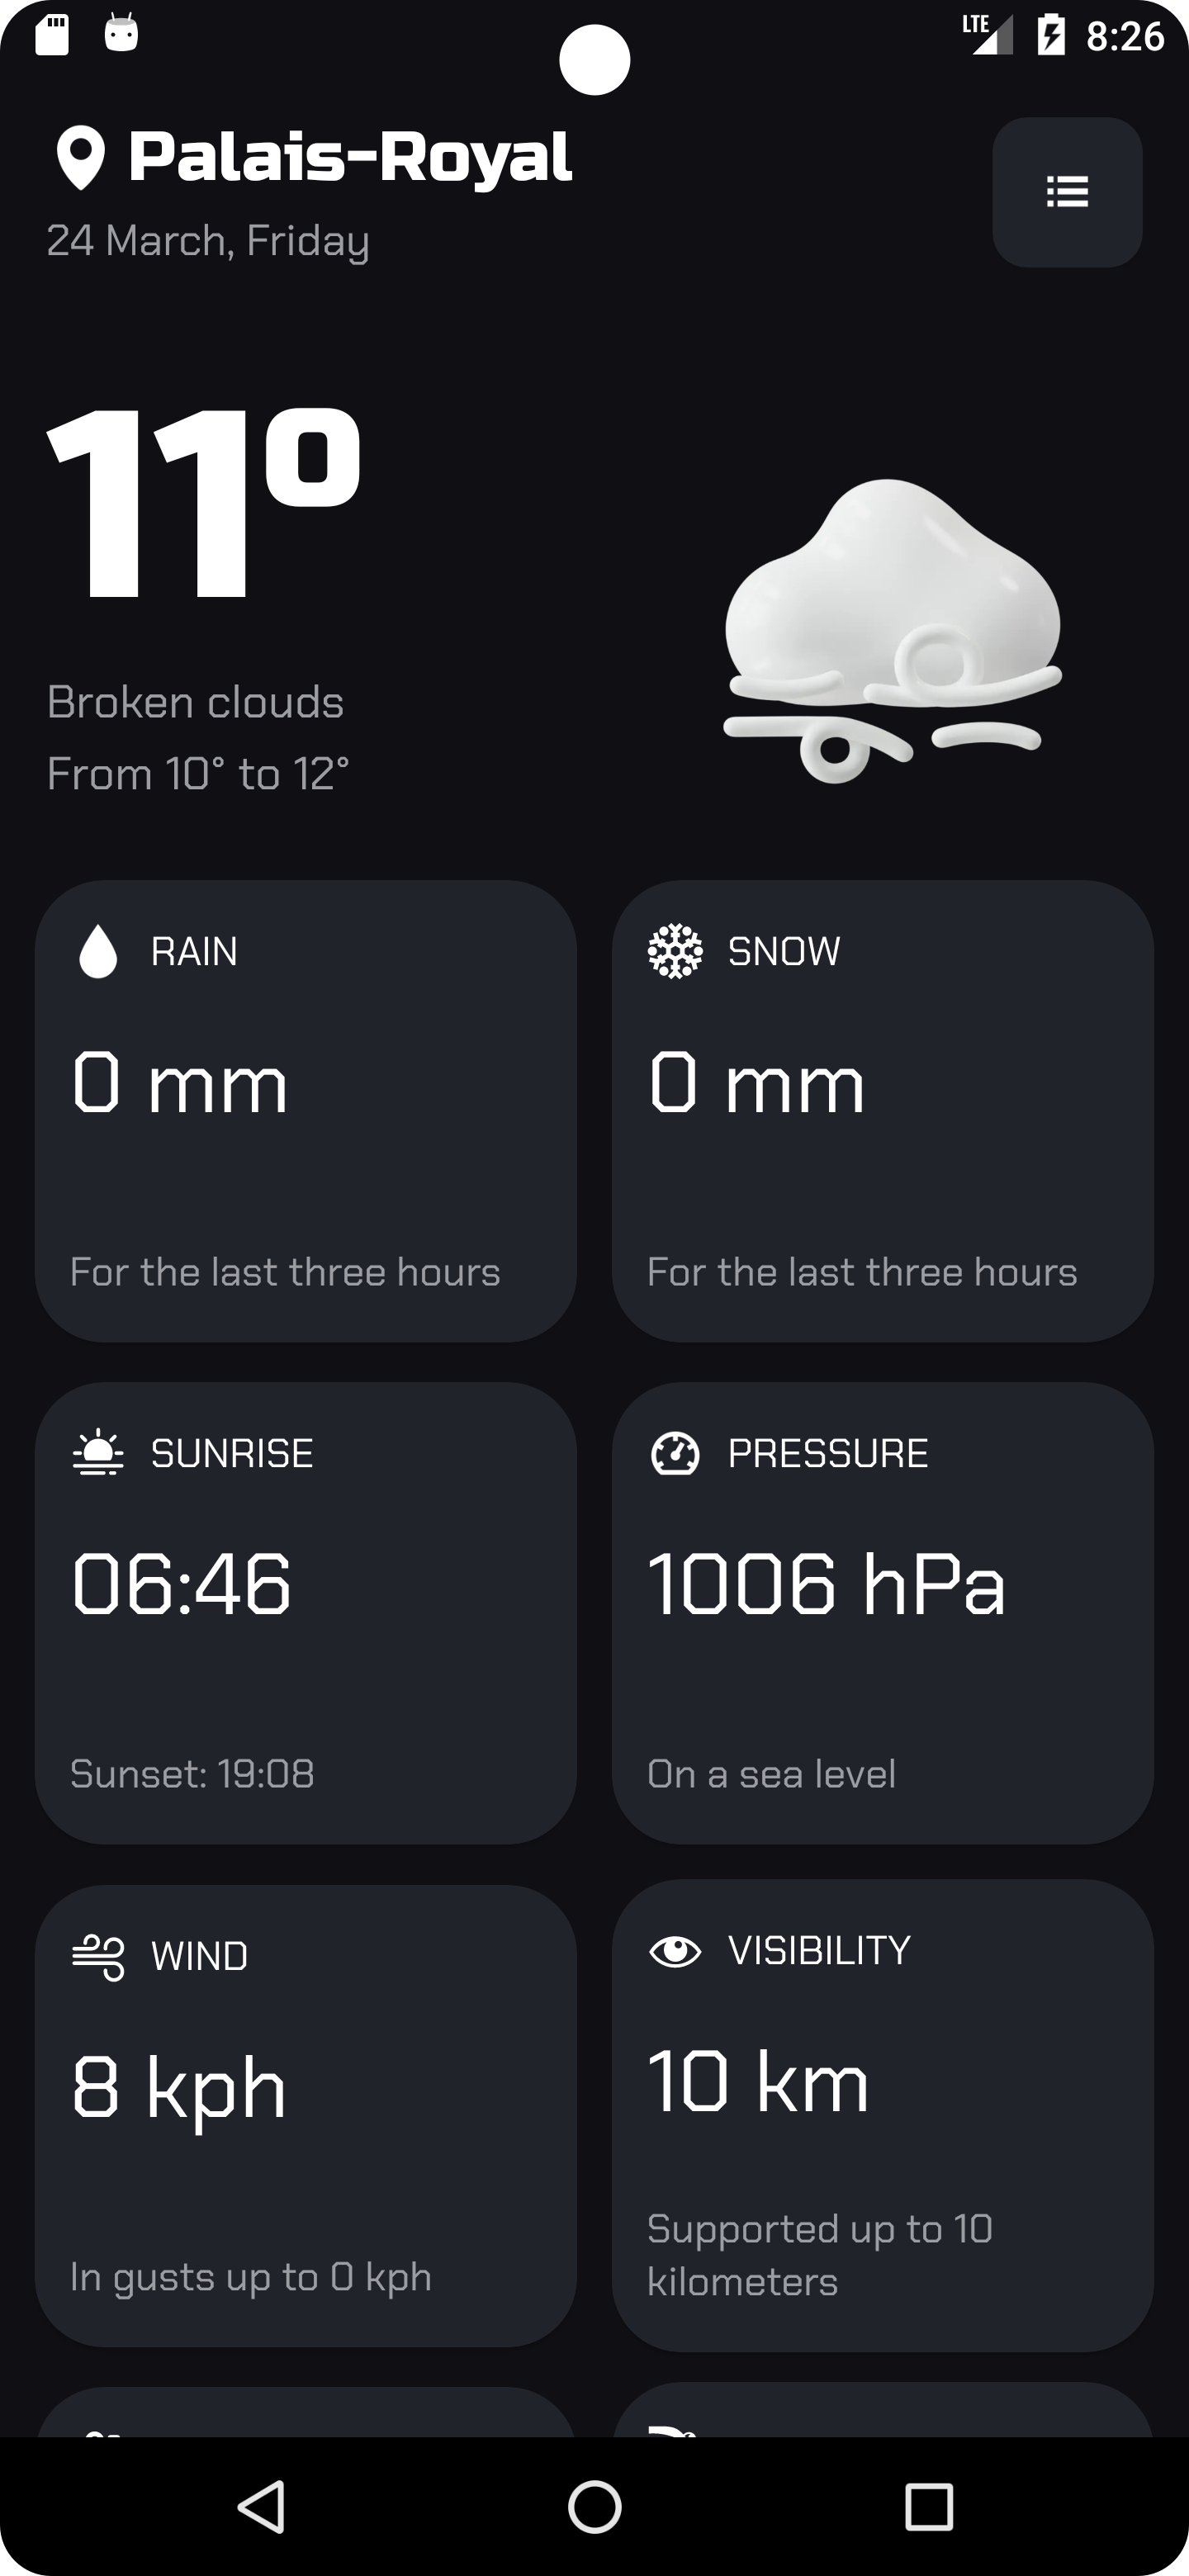 LTE 8:26
Palais-Royal
24 March, Friday
11º
Broken clouds
From 10° to 12°
RAIN
0 mm
For the last three hours
SNOW
0 mm
For the last three hours
SUNRISE
06:46
Sunset: 19:08
PRESSURE
1006 hPa
On a sea level
WIND
8 kph
In gusts up to 0 kph
VISIBILITY
10 km
Supported up to 10
kilometers